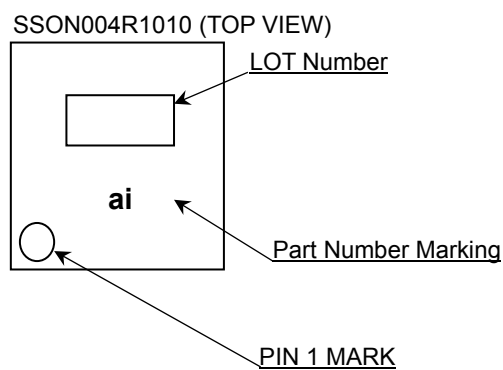 SSON004R1010 (TOP VIEW)
LOT Number
ai
Part Number Marking
PIN 1 MARK